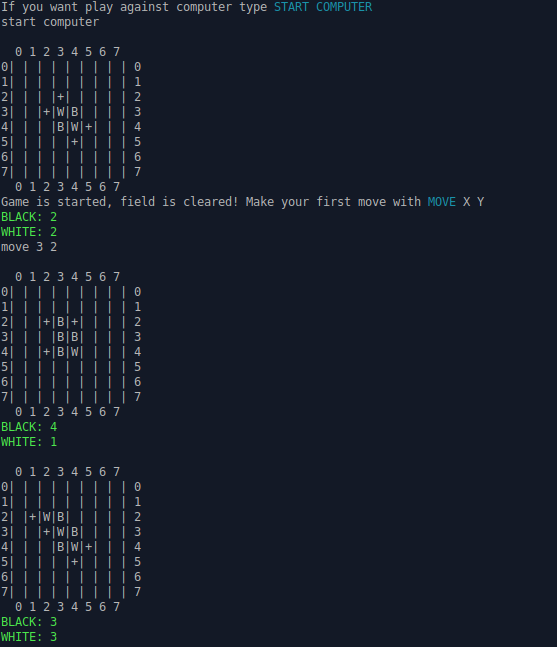 If you want play against computer type START COMPUTER
start computer
  0 1 2 3 4 5 6 7
0| | | | | | | | | 0
1| | | | | | | | | 1
2| | | |+| | | | | 2
3| | |+|W|B| | | | 3
4| | | |B|W|+| | | 4
5| | | | |+| | | | 5
6| | | | | | | | | 6
7| | | | | | | | | 7
  0 1 2 3 4 5 6 7
Game is started, field is cleared! Make your first move with MOVE X Y
BLACK: 2
WHITE: 2
move 3 2
  0 1 2 3 4 5 6 7
0| | | | | | | | | 0
1| | | | | | | | | 1
2| | |+|B|+| | | | 2
3| | | |B|B| | | | 3
4| | |+|B|W| | | | 4
5| | | | | | | | | 5
6| | | | | | | | | 6
7| | | | | | | | | 7
  0 1 2 3 4 5 6 7
BLACK: 4
WHITE: 1
  0 1 2 3 4 5 6 7
0| | | | | | | | | 0
1| | | | | | | | | 1
2| |+|W|B| | | | | 2
3| | |+|W|B| | | | 3
4| | | |B|W|+| | | 4
5| | | | |+| | | | 5
6| | | | | | | | | 6
7| | | | | | | | | 7
  0 1 2 3 4 5 6 7
BLACK: 3
WHITE: 3